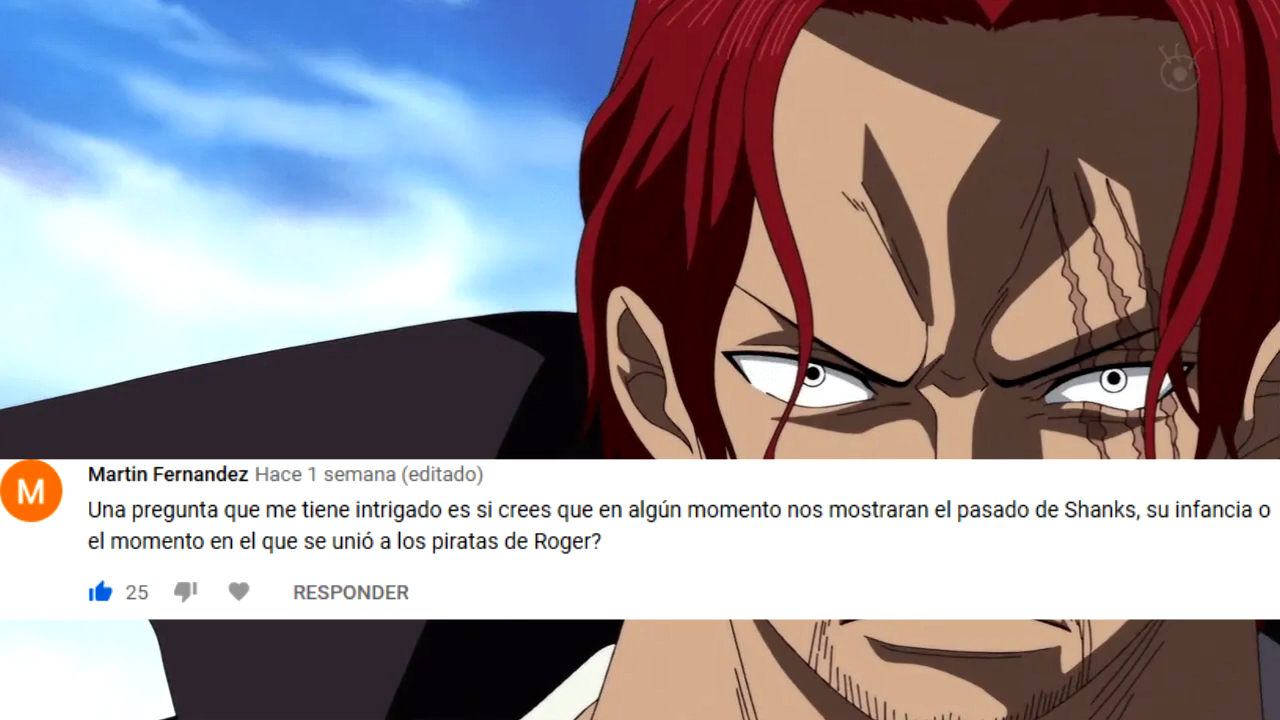 M
Martin Fernandez Hace 1 semana (editado)
Una pregunta que me tiene intrigado es si crees que en algún momento nos mostraran el pasado de Shanks, su infancia o
el momento en el que se unió a los piratas de Roger?
25 RESPONDER